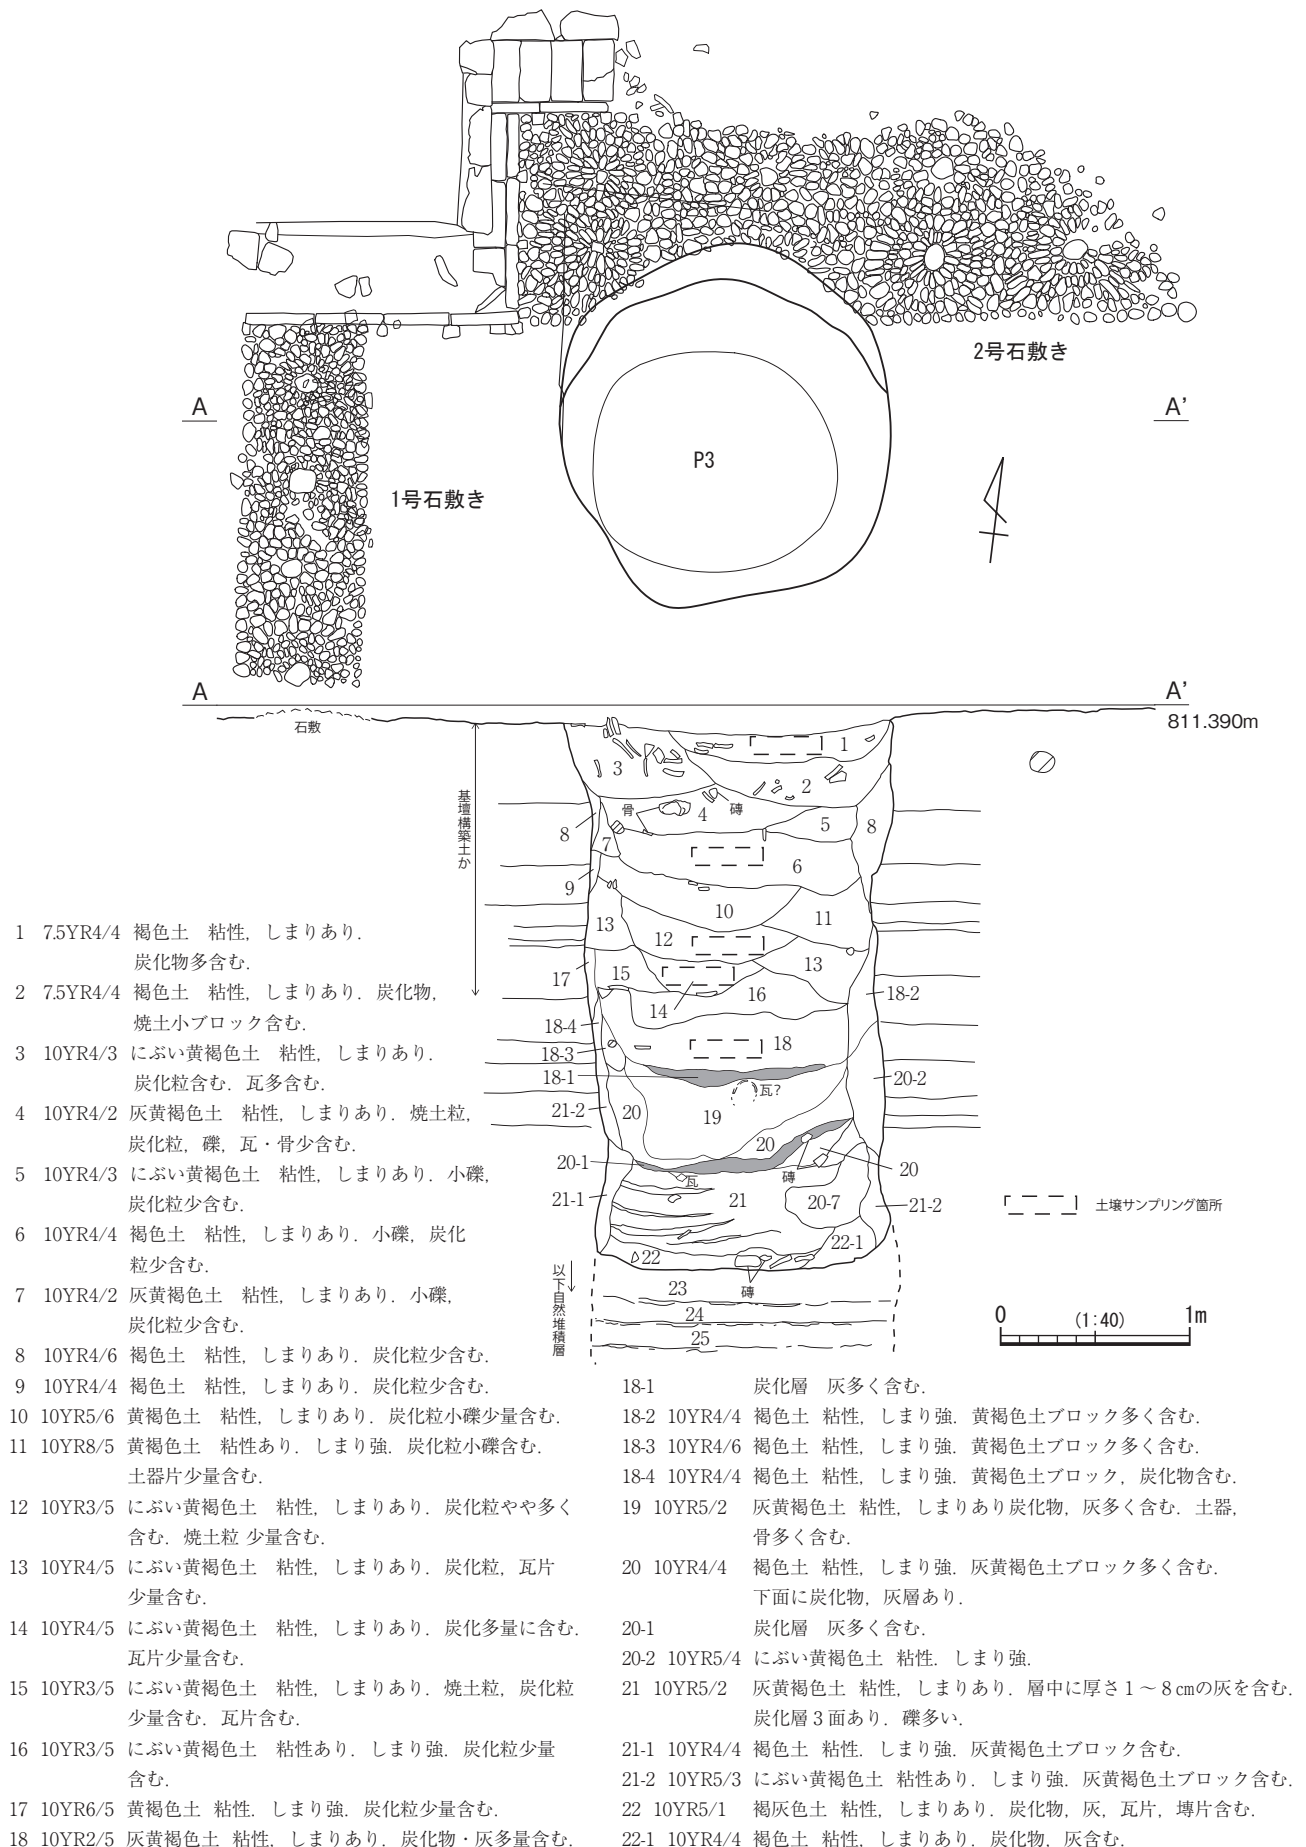 2号石敷き
A
A'
P3
1号石敷き
A
A'
811.390m
石敷
1
3
2
基壇構築土か
骨
4
磚
5
8
8
7
6
9
10
11
13
12
13
17
15
16
18-2
14
18-4
18
18-3
18-1
20-2
瓦?
21-2
20
19
20
20-1
20
瓦
磚
21-1
21
20-7
21-2
土壌サンプリング箇所
22-1
22
以下自然堆積層
23
磚
24
25
0
(1:40)
1m
1 7.5YR4/4 褐色土 粘性, しまりあり.
炭化物多含む.
2 7.5YR4/4 褐色土 粘性, しまりあり. 炭化物,
焼土小ブロック含む.
3 10YR4/3 にぶい黄褐色土 粘性, しまりあり.
炭化粒含む. 瓦多含む.
4 10YR4/2 灰黄褐色土 粘性, しまりあり. 焼土粒,
炭化粒, 礫, 瓦・骨少含む.
5 10YR4/3 にぶい黄褐色土 粘性, しまりあり. 小礫,
炭化粒少含む.
6 10YR4/4 褐色土 粘性, しまりあり. 小礫, 炭化
粒少含む.
7 10YR4/2 灰黄褐色土 粘性, しまりあり. 小礫,
炭化粒少含む.
8 10YR4/6 褐色土 粘性, しまりあり. 炭化粒少含む.
9 10YR4/4 褐色土 粘性, しまりあり. 炭化粒少含む.
10 10YR5/6 黄褐色土 粘性, しまりあり. 炭化粒小礫少量含む.
11 10YR8/5 黄褐色土 粘性あり. しまり強. 炭化粒小礫含む.
土器片少量含む.
12 10YR3/5 にぶい黄褐色土 粘性, しまりあり. 炭化粒やや多く
含む. 焼土粒 少量含む.
13 10YR4/5 にぶい黄褐色土 粘性, しまりあり. 炭化粒, 瓦片
少量含む.
14 10YR4/5 にぶい黄褐色土 粘性, しまりあり. 炭化多量に含む.
瓦片少量含む.
15 10YR3/5 にぶい黄褐色土 粘性, しまりあり. 焼土粒, 炭化粒
少量含む. 瓦片含む.
16 10YR3/5 にぶい黄褐色土 粘性あり. しまり強. 炭化粒少量
含む.
17 10YR6/5 黄褐色土 粘性. しまり強. 炭化粒少量含む.
18 10YR2/5 灰黄褐色土 粘性, しまりあり. 炭化物・灰多量含む.
18-1 炭化層 灰多く含む.
18-2 10YR4/4 褐色土 粘性, しまり強. 黄褐色土ブロック多く含む.
18-3 10YR4/6 褐色土 粘性, しまり強. 黄褐色土ブロック多く含む.
18-4 10YR4/4 褐色土 粘性, しまり強. 黄褐色土ブロック, 炭化物含む.
19 10YR5/2 灰黄褐色土 粘性, しまりあり炭化物, 灰多く含む. 土器,
骨多く含む.
20 10YR4/4 褐色土 粘性, しまり強. 灰黄褐色土ブロック多く含む.
下面に炭化物, 灰層あり.
20-1 炭化層 灰多く含む.
20-2 10YR5/4 にぶい黄褐色土 粘性. しまり強.
21 10YR5/2 灰黄褐色土 粘性, しまりあり. 層中に厚さ1～8㎝の灰を含む.
炭化層3面あり. 礫多い.
21-1 10YR4/4 褐色土 粘性. しまり強. 灰黄褐色土ブロック含む.
21-2 10YR5/3 にぶい黄褐色土 粘性あり. しまり強. 灰黄褐色土ブロック含む.
22 10YR5/1 褐灰色土 粘性, しまりあり. 炭化物, 灰, 瓦片, 塼片含む.
22-1 10YR4/4 褐色土 粘性, しまりあり. 炭化物, 灰含む.